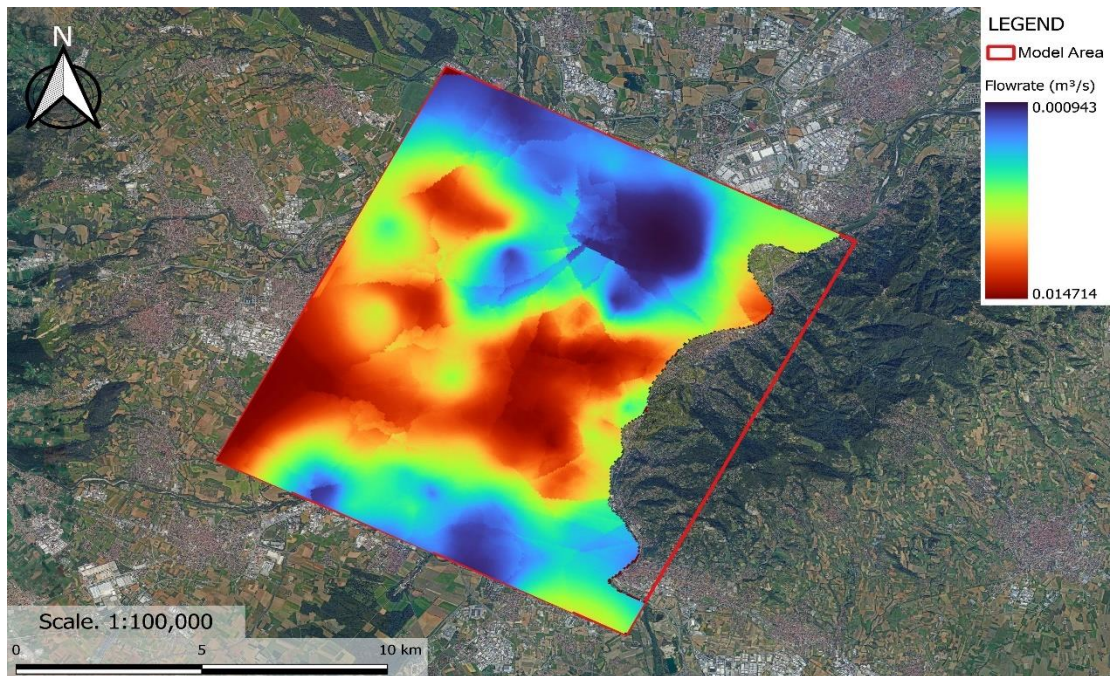 N
LEGEND
Model Area
Flowrate (m³/s)
0.000943
0.014714
Scale. 1:100,000
0 5 10 km